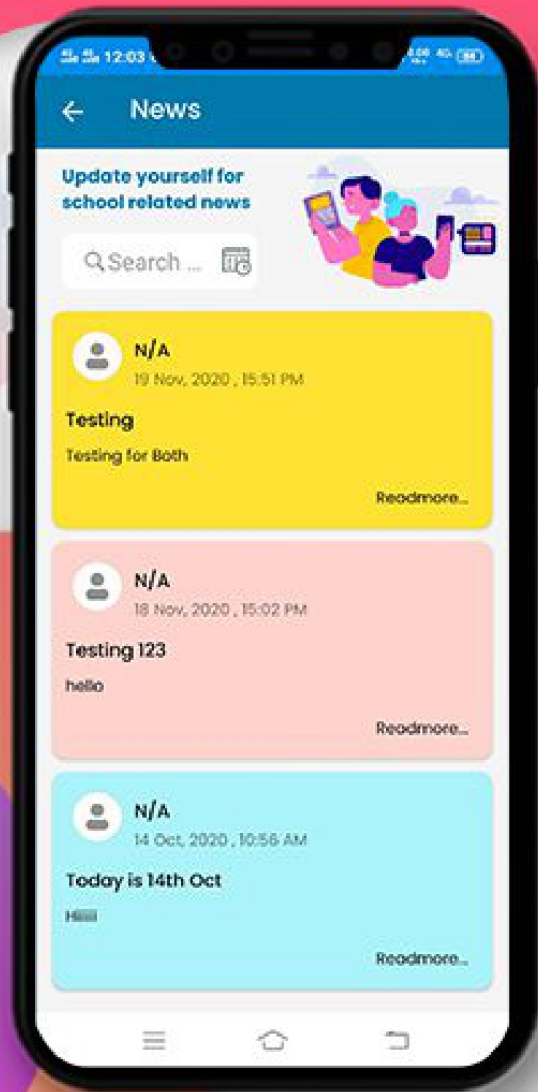 12:03
News
Update yourself for
school related news
Search ...
N/A
19 Nov, 2020 , 15:51 PM
Testing
Testing for Both
Readmore...
N/A
18 Nov, 2020 , 15:02 PM
Testing 123
hello
Readmore...
N/A
14 Oct, 2020 , 10:56 AM
Today is 14th Oct
Hiiiii
Readmore...